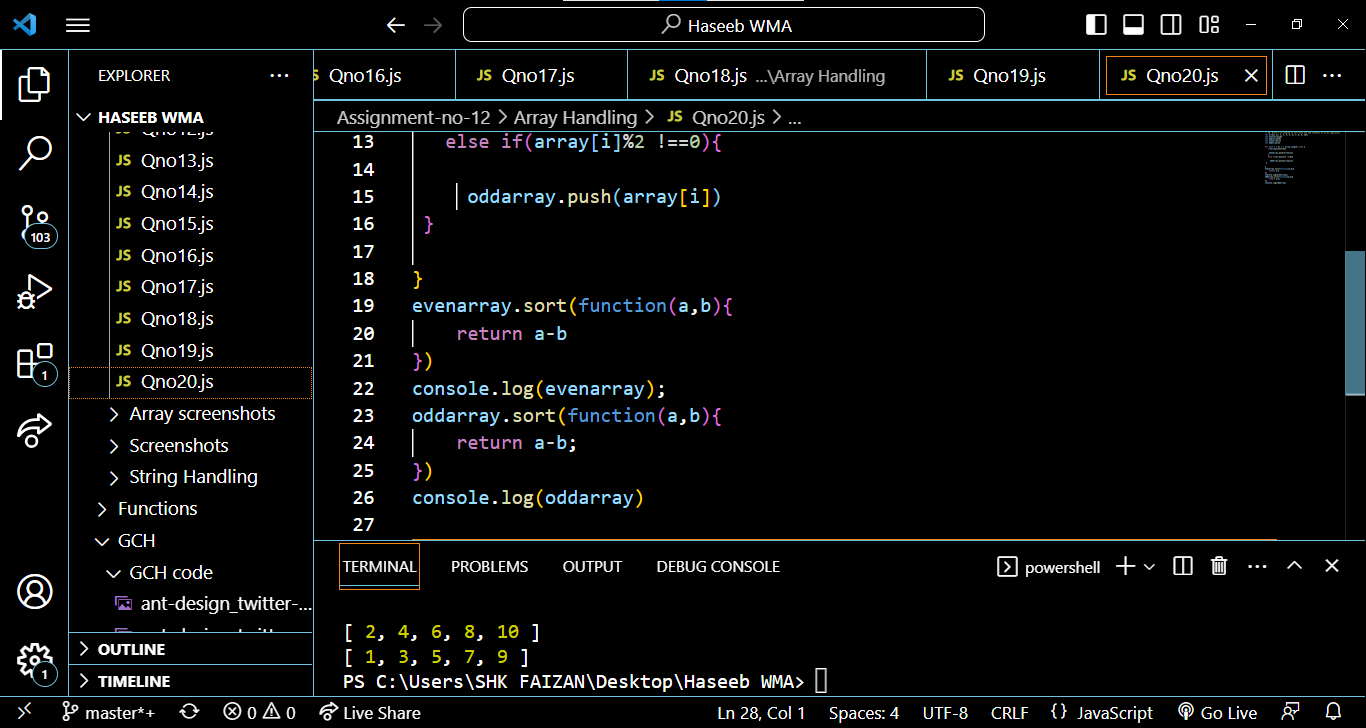 Haseeb WMA
EXPLORER
Qno16.js
JS Qno17.js
JS Qno18.js ...\Array Handling
JS Qno19.js
JS Qno20.js
HASEEB WMA
Assignment-no-12 > Array Handling > JS Qno20.js > ...
JS Qno13.js
JS Qno14.js
JS Qno15.js
JS Qno16.js
JS Qno17.js
JS Qno18.js
JS Qno19.js
JS Qno20.js
Array screenshots
Screenshots
String Handling
Functions
GCH
GCH code
ant-design_twitter-...
OUTLINE
TIMELINE
103
1
1
13 else if(array[i]%2 !==0){
14
15 oddarray.push(array[i])
16 }
17
18 }
19 evenarray.sort(function(a,b){
20 return a-b
21 })
22 console.log(evenarray);
23 oddarray.sort(function(a,b){
24 return a-b;
25 })
26 console.log(oddarray)
27
TERMINAL PROBLEMS OUTPUT DEBUG CONSOLE
powershell
[ 2, 4, 6, 8, 10 ]
[ 1, 3, 5, 7, 9 ]
PS C:\Users\SHK FAIZAN\Desktop\Haseeb WMA>
master*+ 0 0 Live Share Ln 28, Col 1 Spaces: 4 UTF-8 CRLF {} JavaScript Go Live